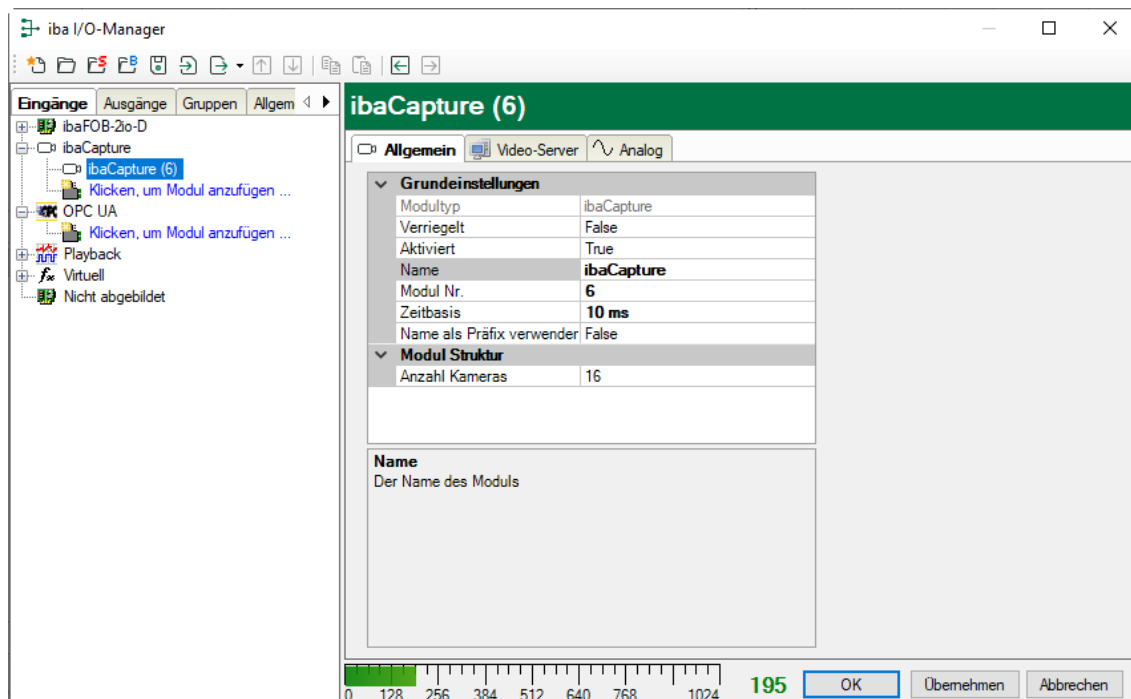 iba I/O-Manager
Eingänge Ausgänge Gruppen Allgem
ibaFOB-2io-D
ibaCapture
ibaCapture (6)
Klicken, um Modul anzufügen ...
OPC UA
Klicken, um Modul anzufügen ...
Playback
Virtuell
Nicht abgebildet
ibaCapture (6)
Allgemein Video-Server Analog
Grundeinstellungen
Modultyp ibaCapture
Verriegelt False
Aktiviert True
Name ibaCapture
Modul Nr. 6
Zeitbasis 10 ms
Name als Präfix verwender False
Modul Struktur
Anzahl Kameras 16
Name
Der Name des Moduls
0 128 256 384 512 640 768 1024 195 OK Übernehmen Abbrechen